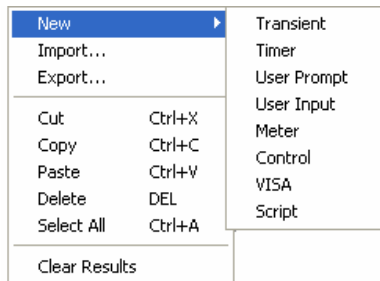 New
Import...
Export...
Cut Ctrl+X
Copy Ctrl+C
Paste Ctrl+V
Delete DEL
Select All Ctrl+A
Clear Results
Transient
Timer
User Prompt
User Input
Meter
Control
VISA
Script